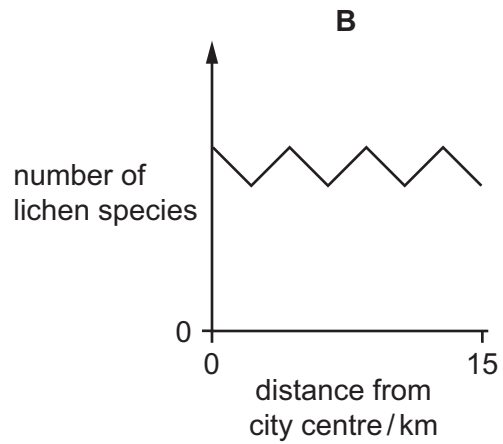 B
number of
lichen species
0
0
15
distance from
city centre / km